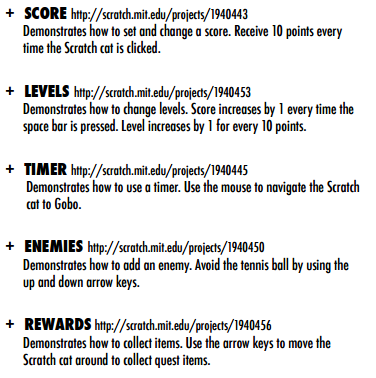 + SCORE http://scratch.mit.edu/projects/1940443
Demonstrates how to set and change a score. Receive 10 points every
time the Scratch cat is clicked.
+ LEVELS http://scratch.mit.edu/projects/1940453
Demonstrates how to change levels. Score increases by 1 every time the
space bar is pressed. Level increases by 1 for every 10 points.
+ TIMER http://scratch.mit.edu/projects/1940445
Demonstrates how to use a timer. Use the mouse to navigate the Scratch
cat to Gobo.
+ ENEMIES http://scratch.mit.edu/projects/1940450
Demonstrates how to add an enemy. Avoid the tennis ball by using the
up and down arrow keys.
+ REWARDS http://scratch.mit.edu/projects/1940456
Demonstrates how to collect items. Use the arrow keys to move the
Scratch cat around to collect quest items.